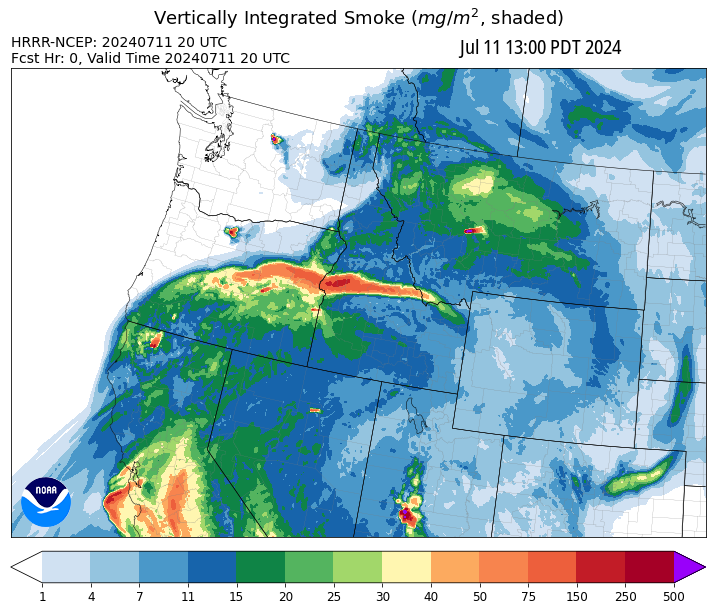 Vertically Integrated Smoke (mg/m², shaded)
HRRR-NCEP: 20240711 20 UTC
Fcst Hr: 0, Valid Time 20240711 20 UTC
Jul 11 13:00 PDT 2024
NOAA
1 4 7 11 15 20 25 30 40 50 75 150 250 500